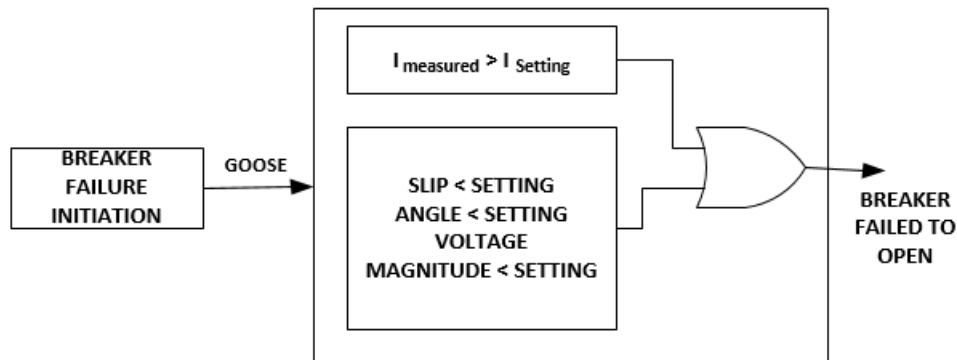 BREAKER
FAILURE
INITIATION
GOOSE
I measured > I Setting
SLIP < SETTING
ANGLE < SETTING
VOLTAGE
MAGNITUDE < SETTING
BREAKER
FAILED TO
OPEN